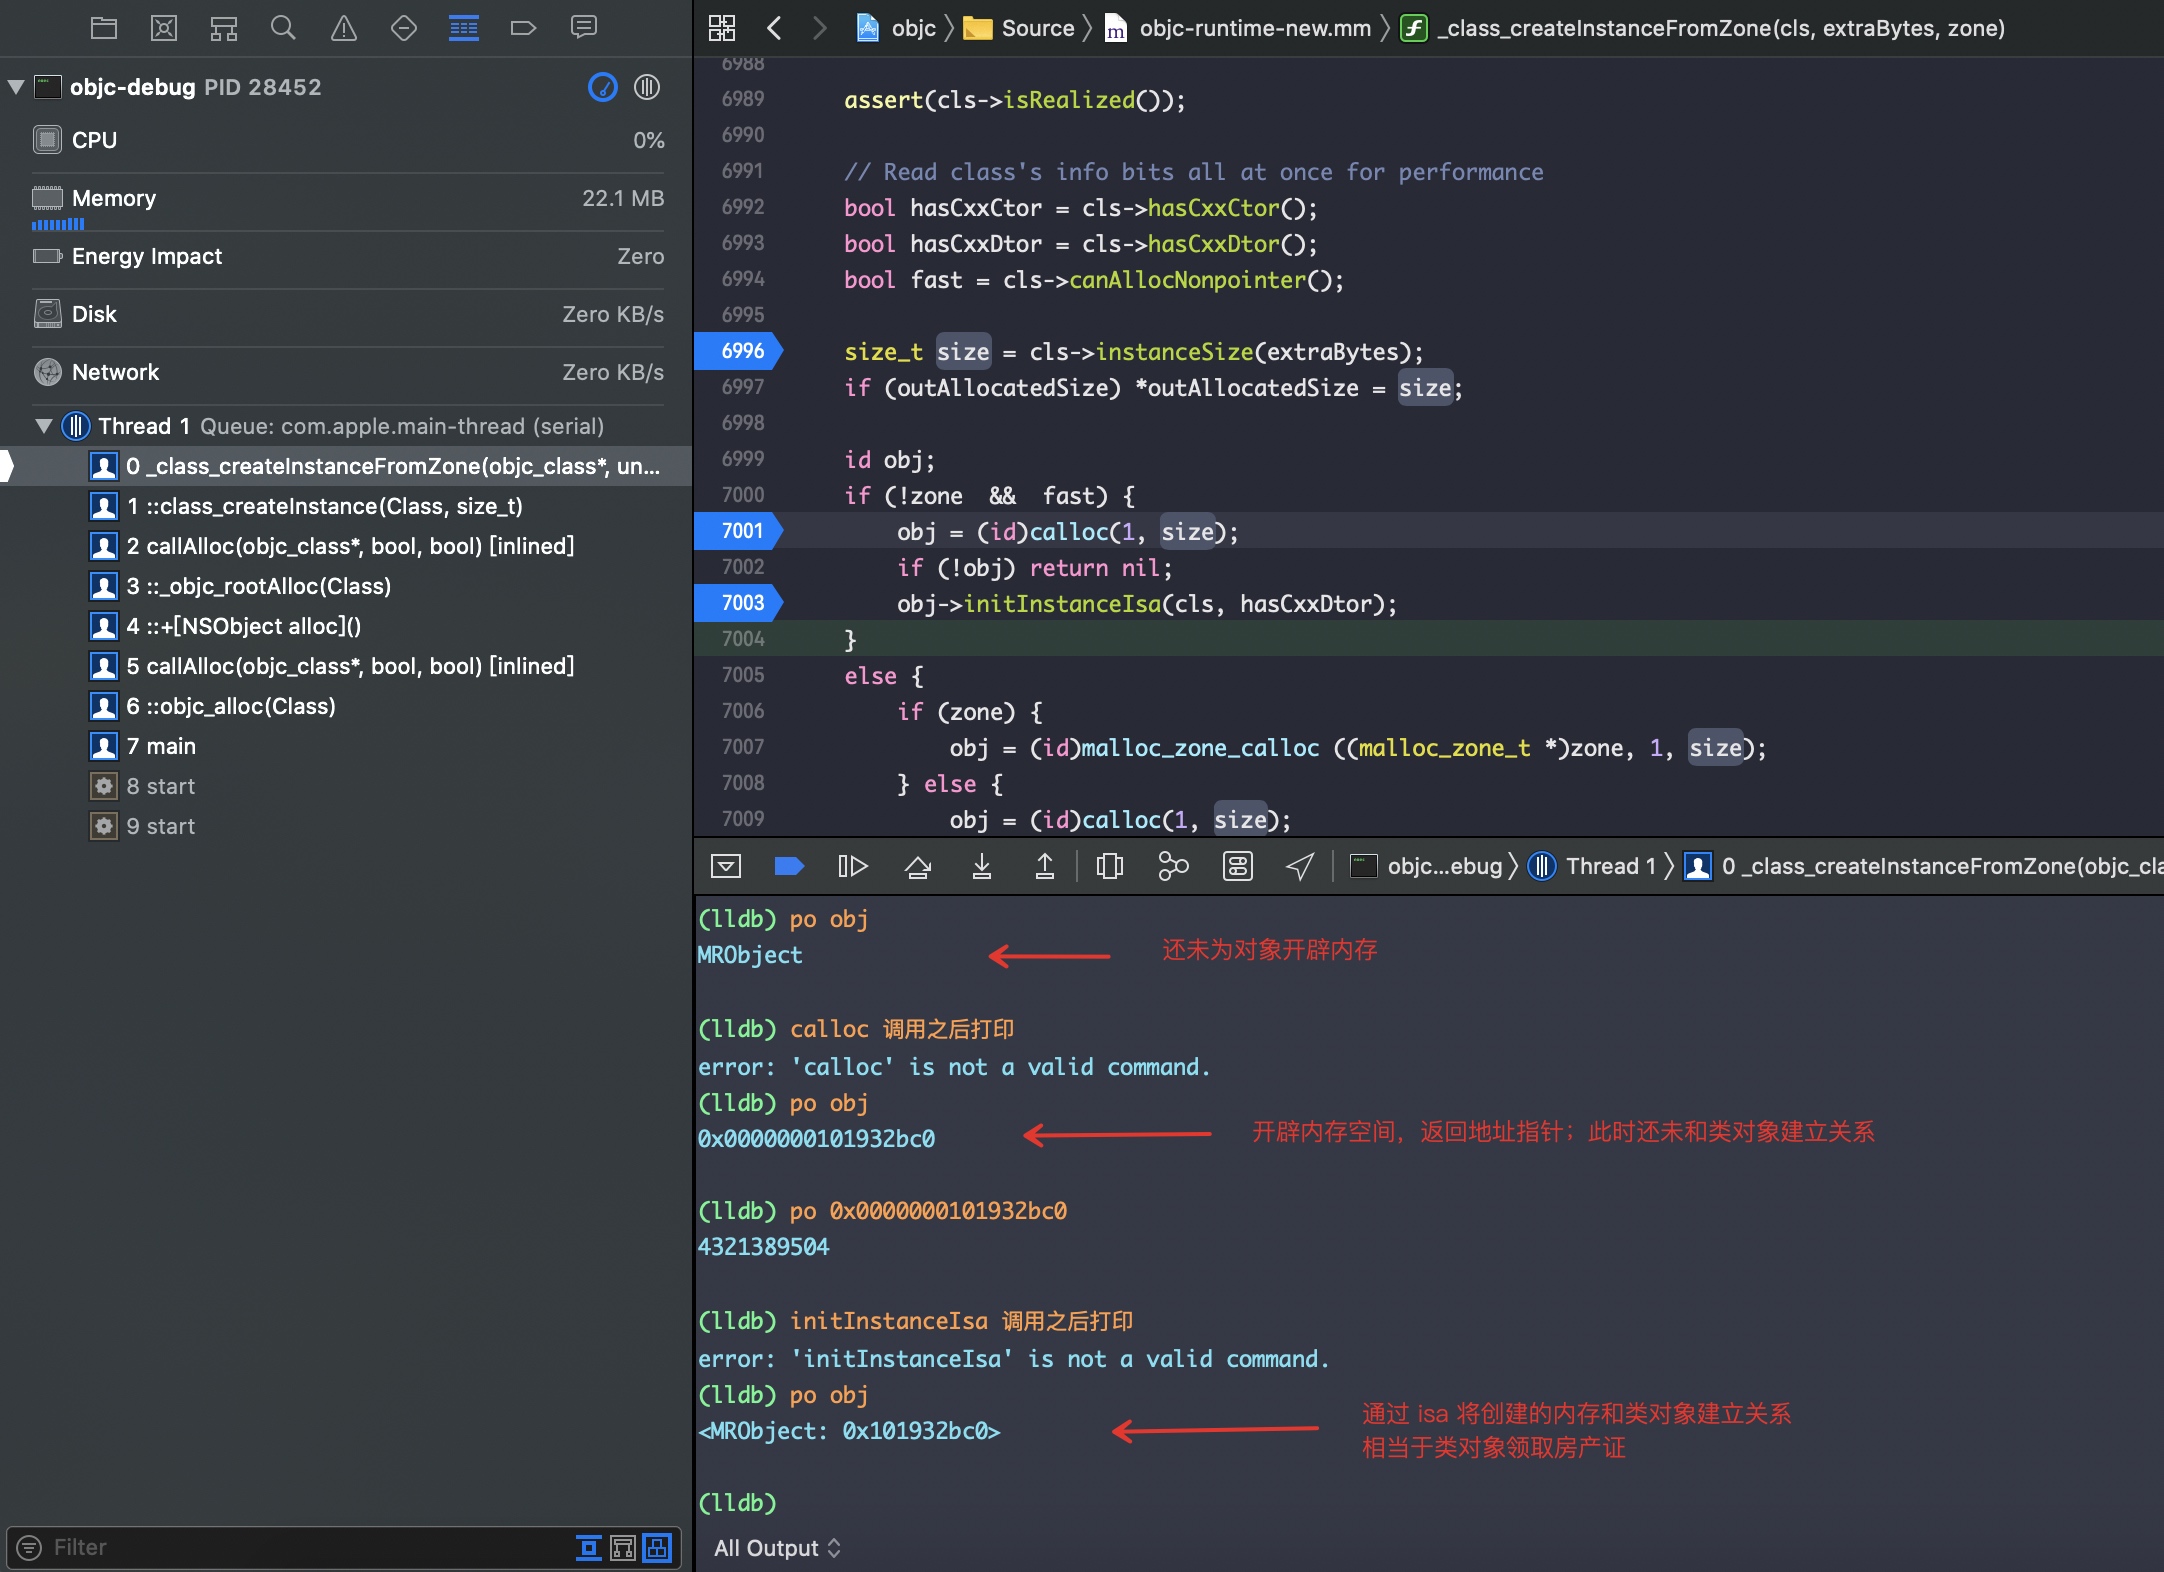 objc-debug PID 28452
CPU 0%
Memory 22.1 MB
Energy Impact Zero
Disk Zero KB/s
Network Zero KB/s
Thread 1 Queue: com.apple.main-thread (serial)
0 _class_createInstanceFromZone(objc_class*, un...
1 ::class_createInstance(Class, size_t)
2 callAlloc(objc_class*, bool, bool) [inlined]
3 ::_objc_rootAlloc(Class)
4 ::+[NSObject alloc]()
5 callAlloc(objc_class*, bool, bool) [inlined]
6 ::objc_alloc(Class)
7 main
8 start
9 start
Filter
objc 〉 Source 〉 objc-runtime-new.mm 〉 _class_createInstanceFromZone(cls, extraBytes, zone)
6988
6989 assert(cls->isRealized());
6990
6991 // Read class's info bits all at once for performance
6992 bool hasCxxCtor = cls->hasCxxCtor();
6993 bool hasCxxDtor = cls->hasCxxDtor();
6994 bool fast = cls->canAllocNonpointer();
6995
6996 size_t size = cls->instanceSize(extraBytes);
6997 if (outAllocatedSize) *outAllocatedSize = size;
6998
6999 id obj;
7000 if (!zone  &&  fast) {
7001 obj = (id)calloc(1, size);
7002 if (!obj) return nil;
7003 obj->initInstanceIsa(cls, hasCxxDtor);
7004 }
7005 else {
7006 if (zone) {
7007 obj = (id)malloc_zone_calloc ((malloc_zone_t *)zone, 1, size);
7008 } else {
7009 obj = (id)calloc(1, size);
objc...ebug 〉 Thread 1 〉 0 _class_createInstanceFromZone(objc_cla
(lldb) po obj
MRObject 还未为对象开辟内存
(lldb) calloc 调用之后打印
error: 'calloc' is not a valid command.
(lldb) po obj
0x0000000101932bc0 开辟内存空间，返回地址指针；此时还未和类对象建立关系
(lldb) po 0x0000000101932bc0
4321389504
(lldb) initInstanceIsa 调用之后打印
error: 'initInstanceIsa' is not a valid command.
(lldb) po obj
<MRObject: 0x101932bc0> 通过 isa 将创建的内存和类对象建立关系
相当于类对象领取房产证
(lldb)
All Output